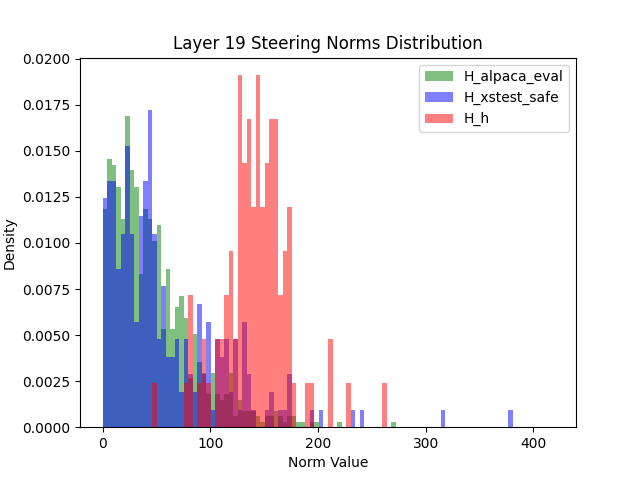 Layer 19 Steering Norms Distribution
0.0200
0.0175
0.0150
0.0125
0.0100
0.0075
0.0050
0.0025
0.0000
Density
H_alpaca_eval
H_xstest_safe
H_h
0 100 200 300 400
Norm Value